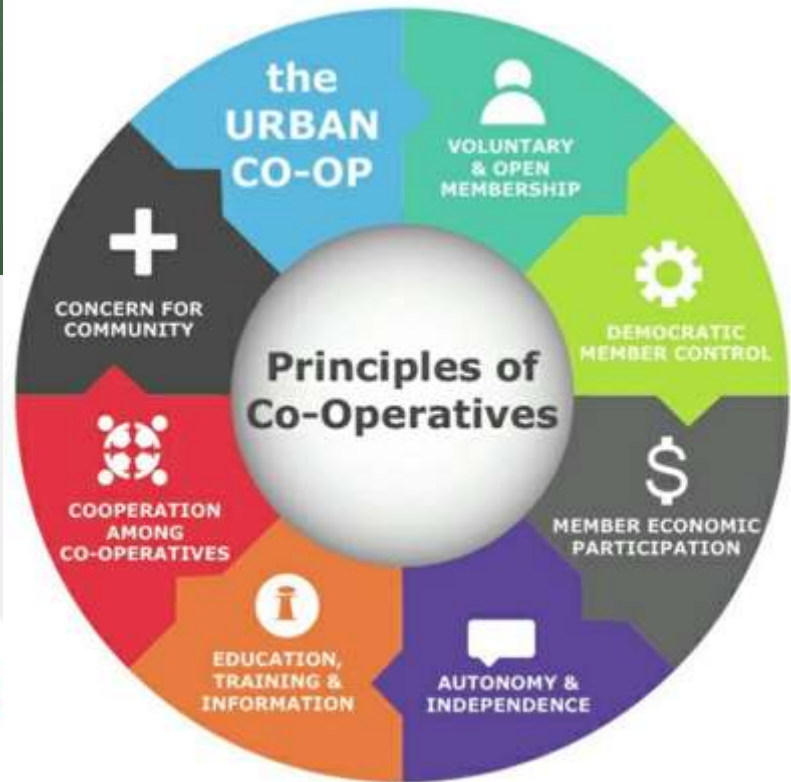 the
URBAN
CO-OP
VOLUNTARY
& OPEN
MEMBERSHIP
DEMOCRATIC
MEMBER CONTROL
$
MEMBER ECONOMIC
PARTICIPATION
AUTONOMY &
INDEPENDENCE
EDUCATION,
TRAINING &
INFORMATION
COOPERATION
AMONG
CO-OPERATIVES
CONCERN FOR
COMMUNITY
Principles of
Co-Operatives